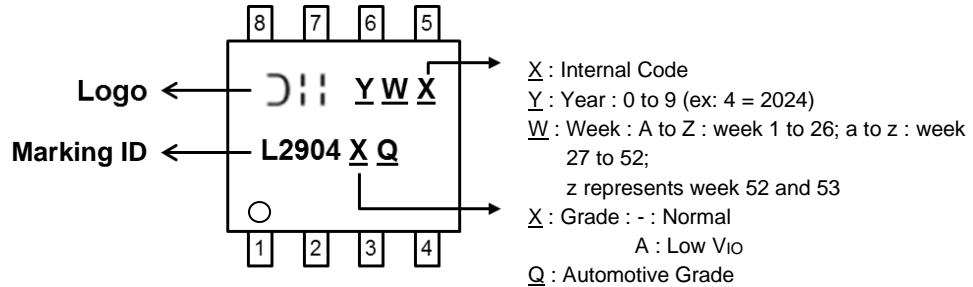 8 7 6 5
Logo
Y W X
Marking ID
L2904 X Q
1 2 3 4
X : Internal Code
Y : Year : 0 to 9 (ex: 4 = 2024)
W : Week : A to Z : week 1 to 26; a to z : week
27 to 52;
z represents week 52 and 53
X : Grade : - : Normal
A : Low VIO
Q : Automotive Grade